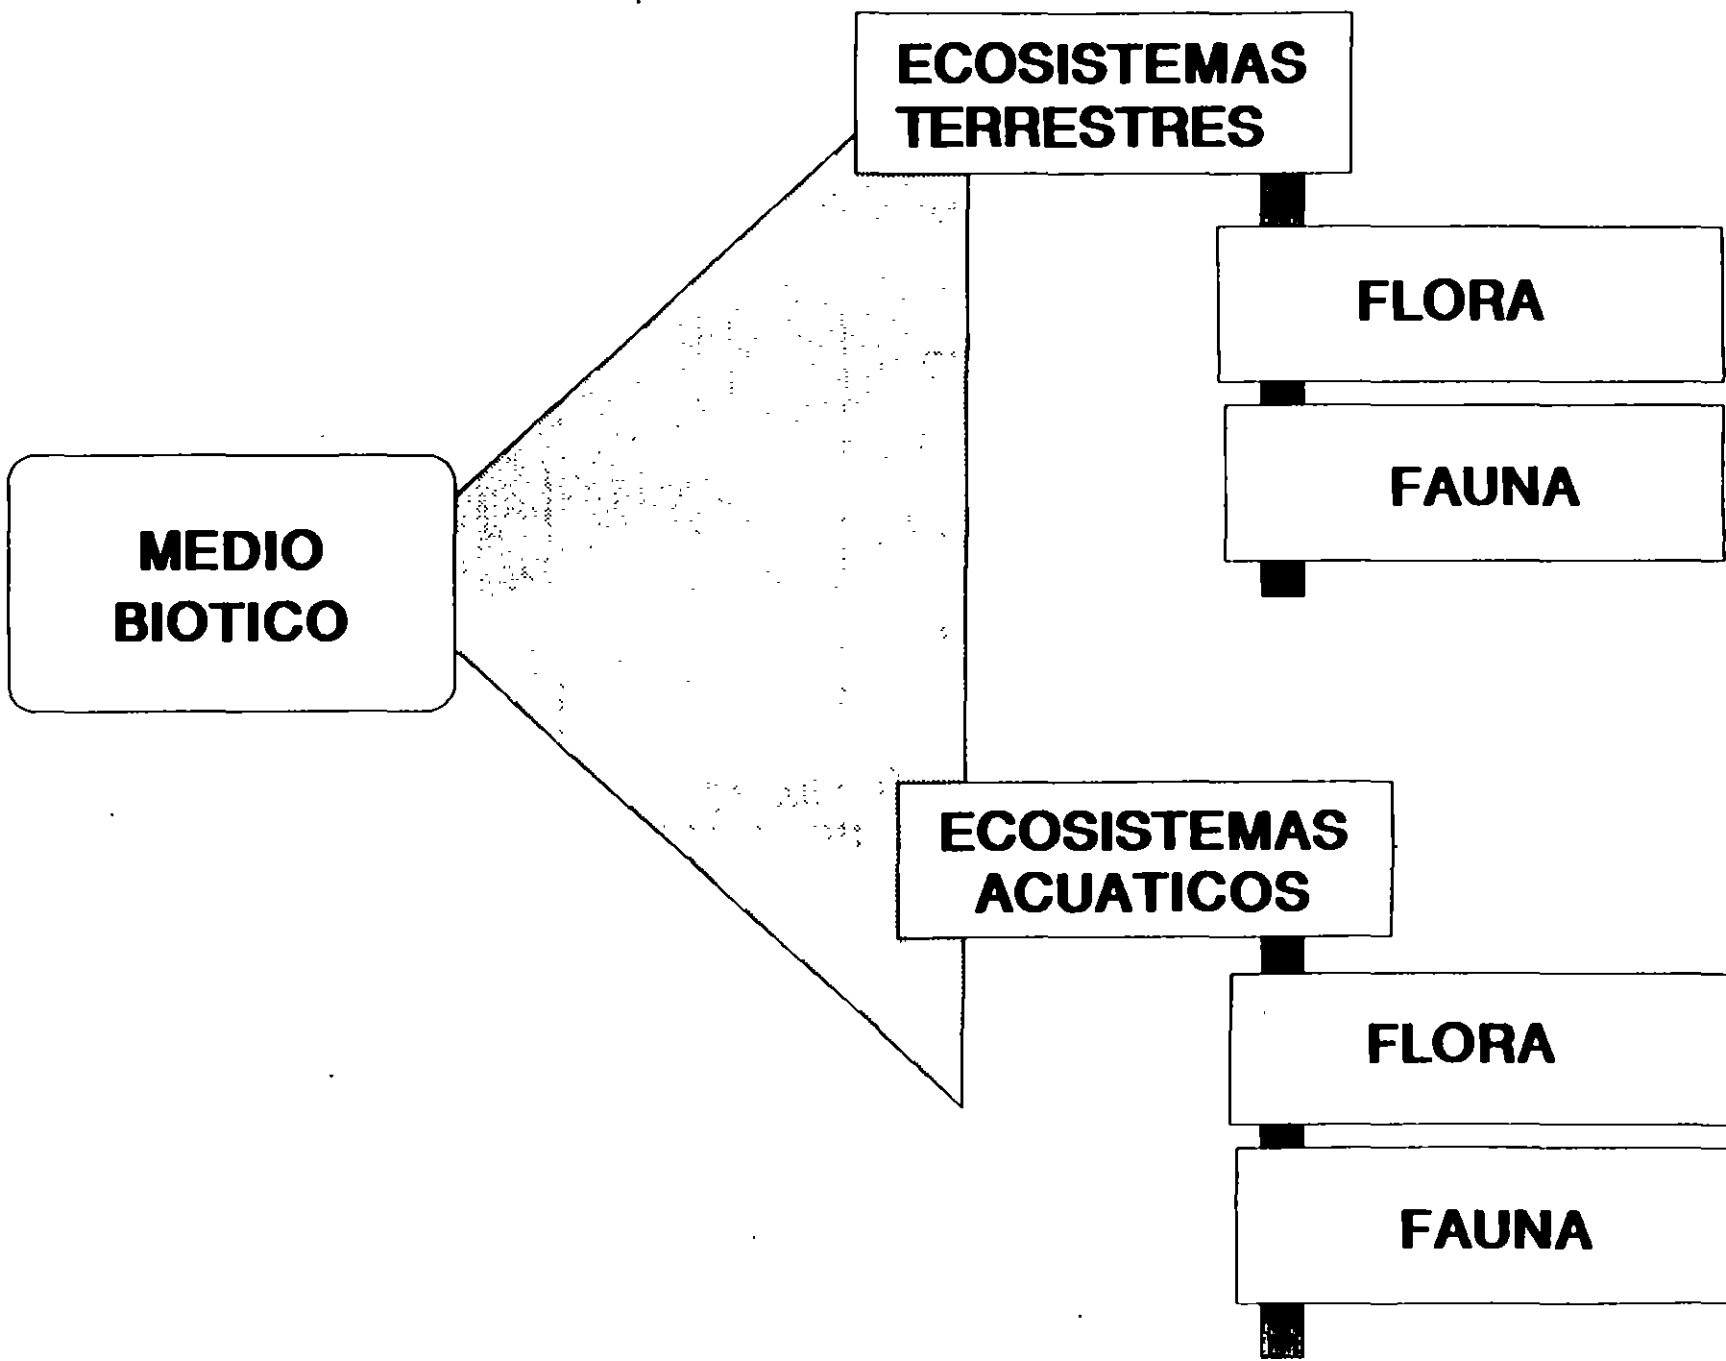 ECOSISTEMAS
TERRESTRES
FLORA
FAUNA
MEDIO
BIOTICO
ECOSISTEMAS
ACUATICOS
FLORA
FAUNA